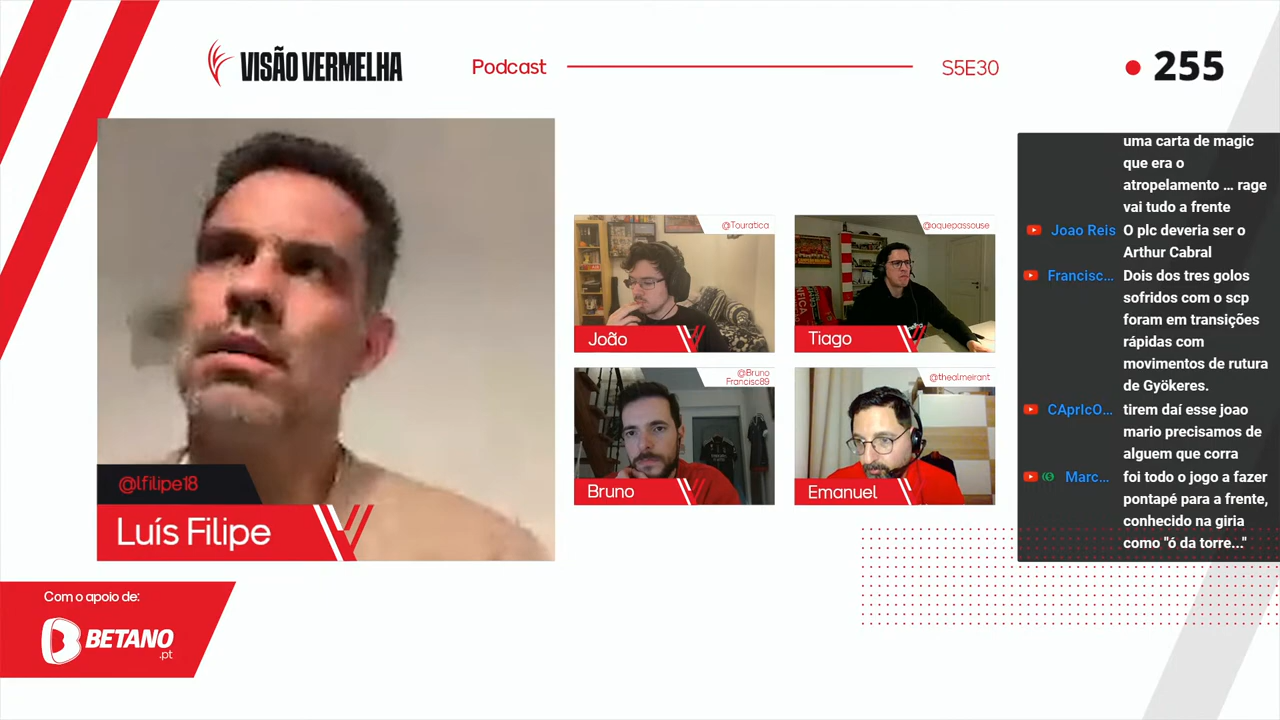 VISÃO VERMELHA
Podcast
S5E30
255
@lfilipe18
Luís Filipe
@Touratica
João
@oquepassouse
Tiago
@Bruno
Francisc89
Bruno
@thealmeirant
Emanuel
uma carta de magic
que era o
atropelamento ... rage
vai tudo a frente
Joao Reis O plc deveria ser o
Arthur Cabral
Francisc... Dois dos tres golos
sofridos com o scp
foram em transições
rápidas com
movimentos de rutura
de Gyökeres.
CAprIcO... tirem daí esse joao
mario precisamos de
alguem que corra
Marc... foi todo o jogo a fazer
pontapé para a frente,
conhecido na giria
como "ó da torre..."
Com o apoio de:
BETANO
.pt